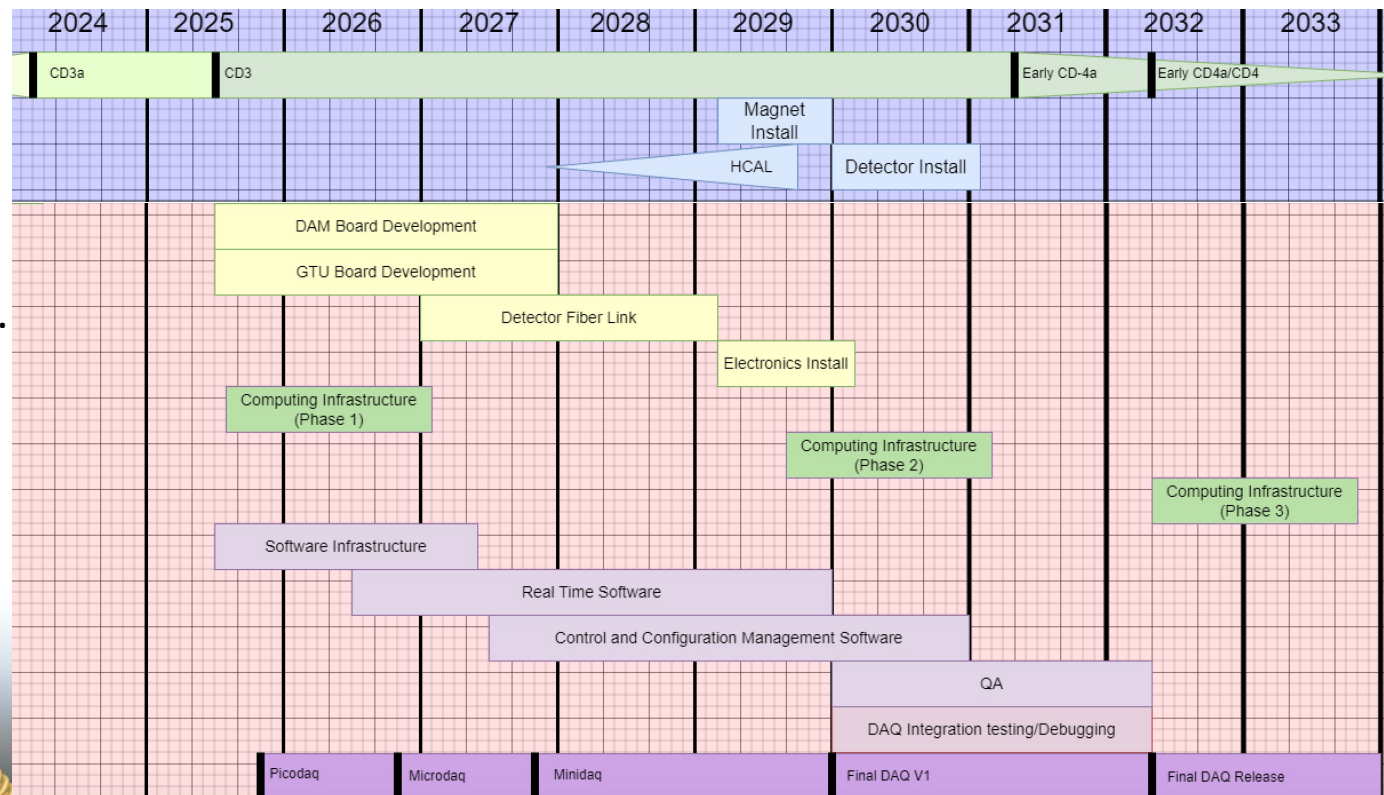 2024 2025 2026 2027 2028 2029 2030 2031 2032 2033
CD3a CD3 Early CD-4a Early CD4a/CD4
Magnet
Install
HCAL Detector Install
DAM Board Development
GTU Board Development
Detector Fiber Link
Electronics Install
Computing Infrastructure
(Phase 1)
Computing Infrastructure
(Phase 2)
Computing Infrastructure
(Phase 3)
Software Infrastructure
Real Time Software
Control and Configuration Management Software
QA
DAQ Integration testing/Debugging
Picodaq Microdaq Minidaq Final DAQ V1 Final DAQ Release